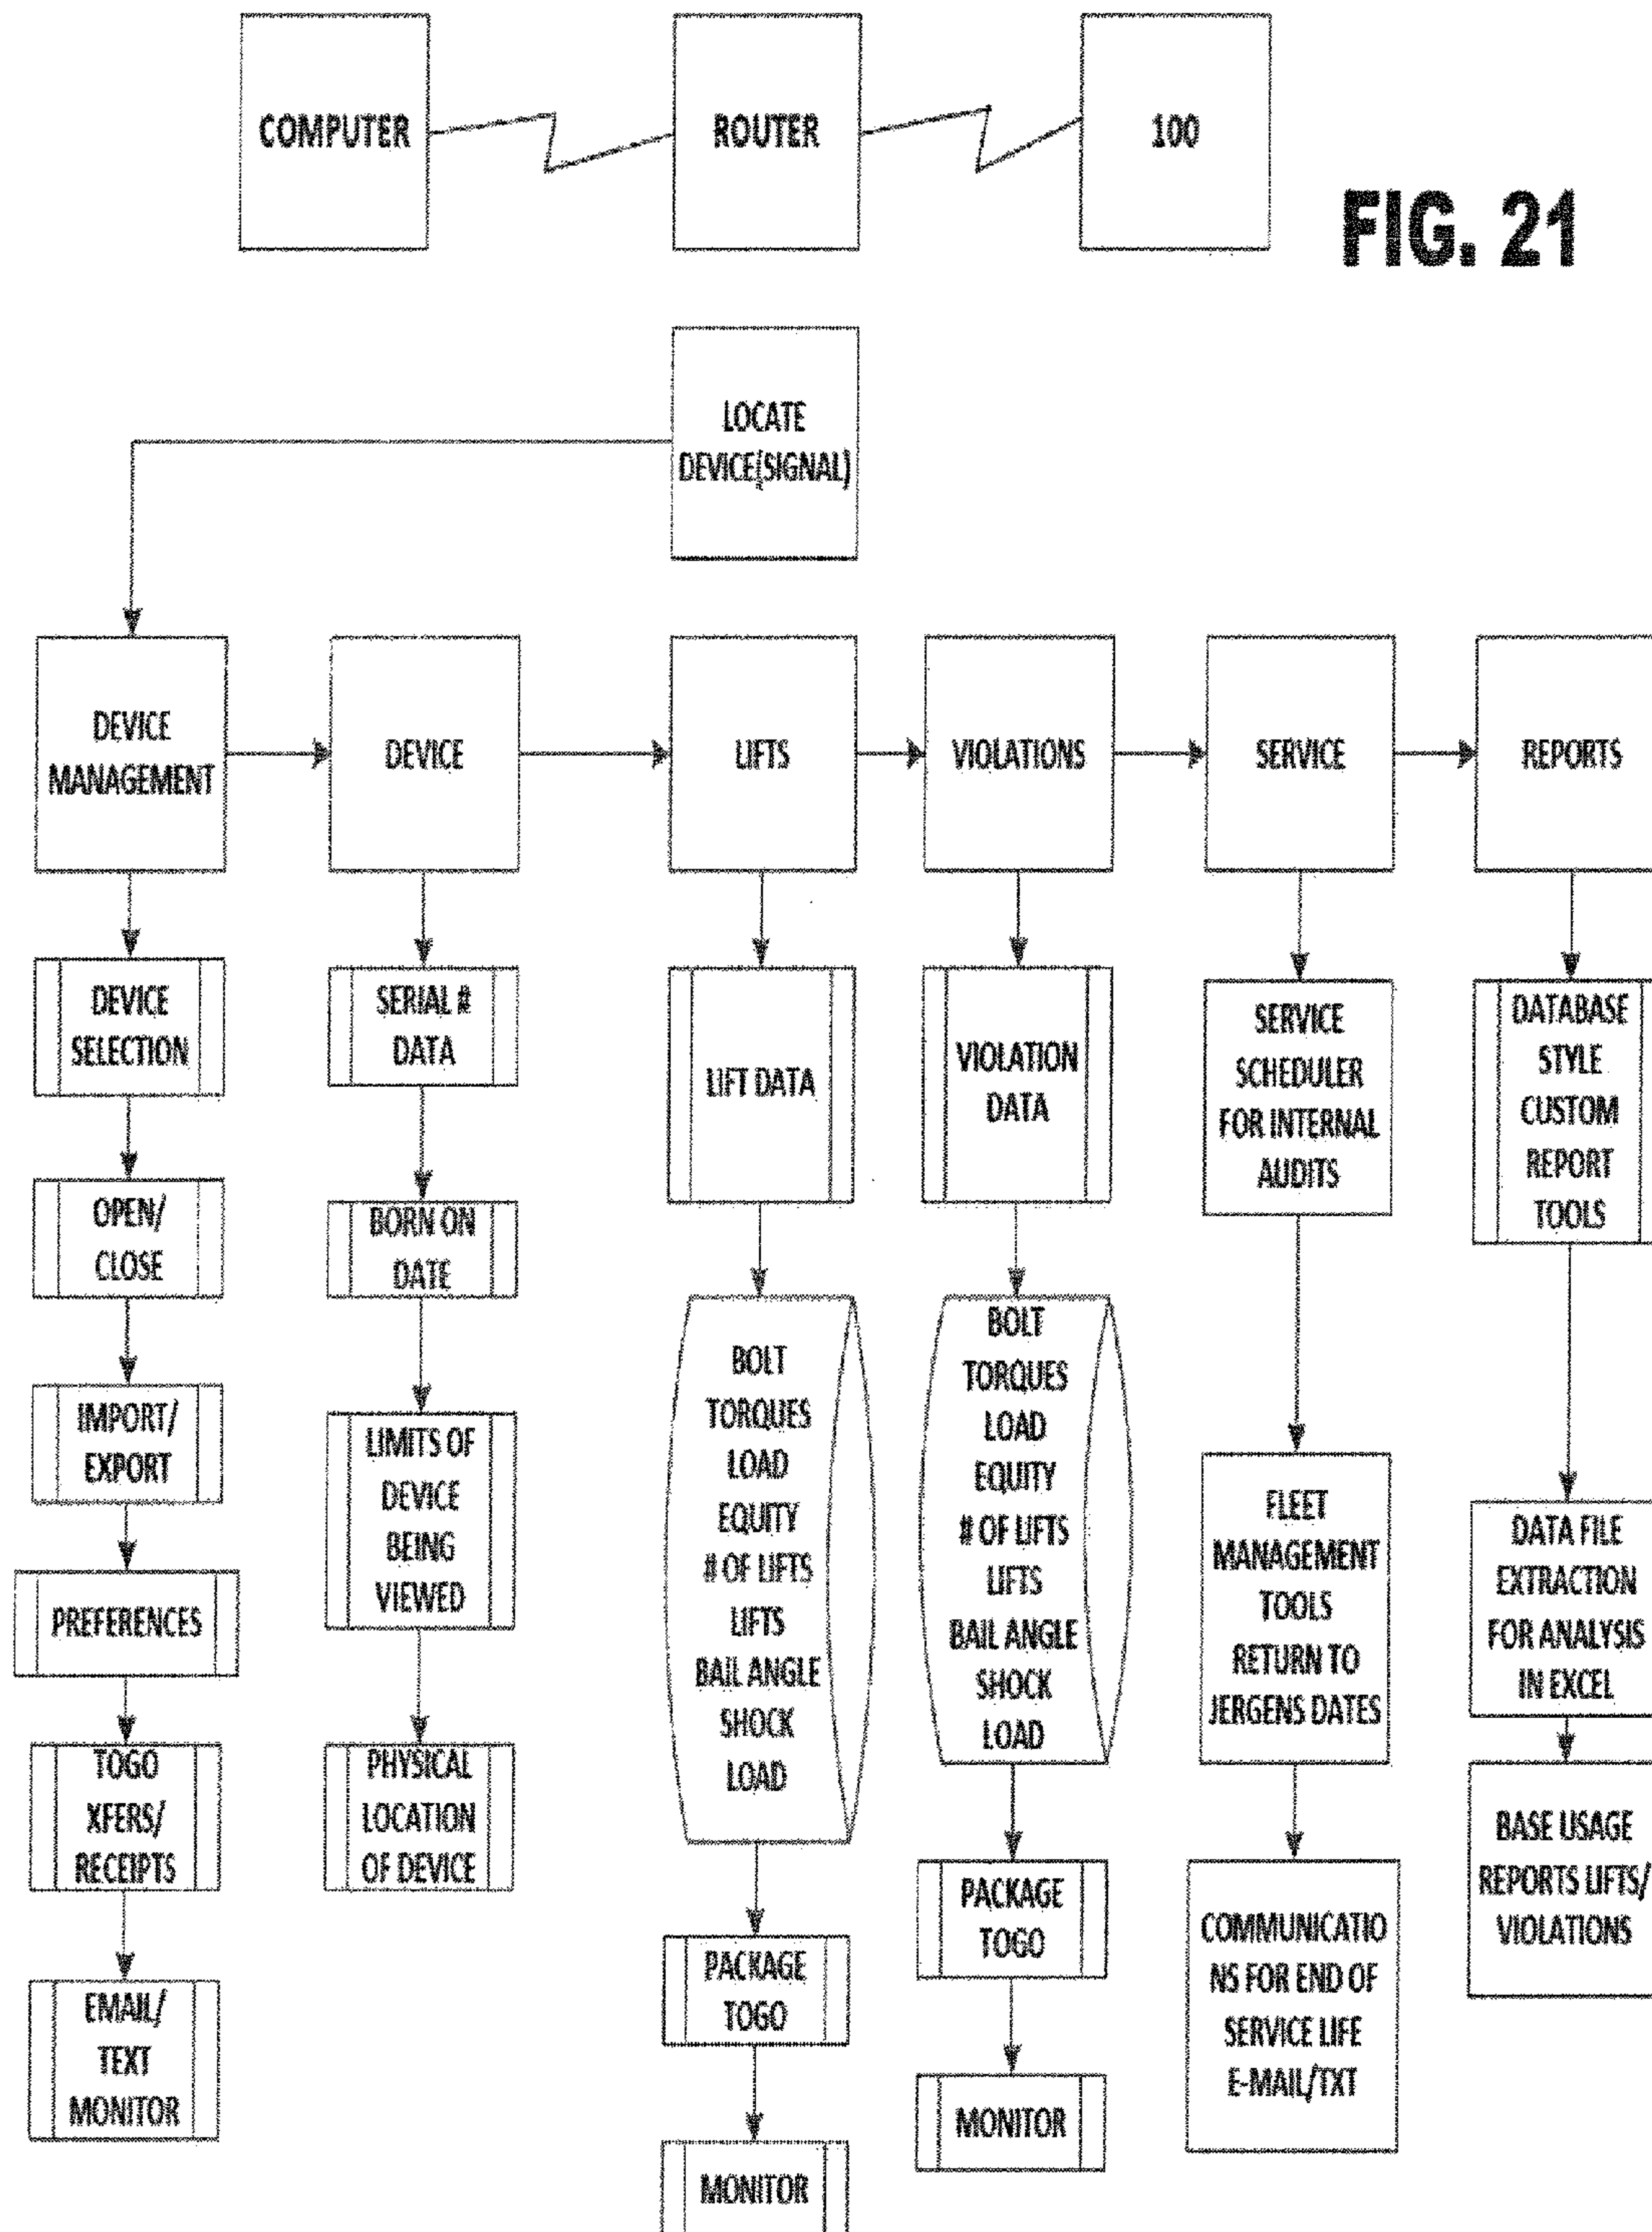 COMPUTER
ROUTER
100
FIG. 21
LOCATE
DEVICE(SIGNAL)
DEVICE
MANAGEMENT
DEVICE
LIFTS
VIOLATIONS
SERVICE
REPORTS
DEVICE
SELECTION
OPEN/
CLOSE
IMPORT/
EXPORT
PREFERENCES
TOGO
XFERS/
RECEIPTS
EMAIL/
TEXT
MONITOR
SERIAL #
DATA
BORN ON
DATE
LIMITS OF
DEVICE
BEING
VIEWED
PHYSICAL
LOCATION
OF DEVICE
LIFT DATA
BOLT
TORQUES
LOAD
EQUITY
# OF LIFTS
LIFTS
BAIL ANGLE
SHOCK
LOAD
PACKAGE
TOGO
MONITOR
VIOLATION
DATA
BOLT
TORQUES
LOAD
EQUITY
# OF LIFTS
LIFTS
BAIL ANGLE
SHOCK
LOAD
PACKAGE
TOGO
MONITOR
SERVICE
SCHEDULER
FOR INTERNAL
AUDITS
FLEET
MANAGEMENT
TOOLS
RETURN TO
JERGENS DATES
COMMUNICATIO
NS FOR END OF
SERVICE LIFE
E-MAIL/TXT
DATABASE
STYLE
CUSTOM
REPORT
TOOLS
DATA FILE
EXTRACTION
FOR ANALYSIS
IN EXCEL
BASE USAGE
REPORTS LIFTS/
VIOLATIONS